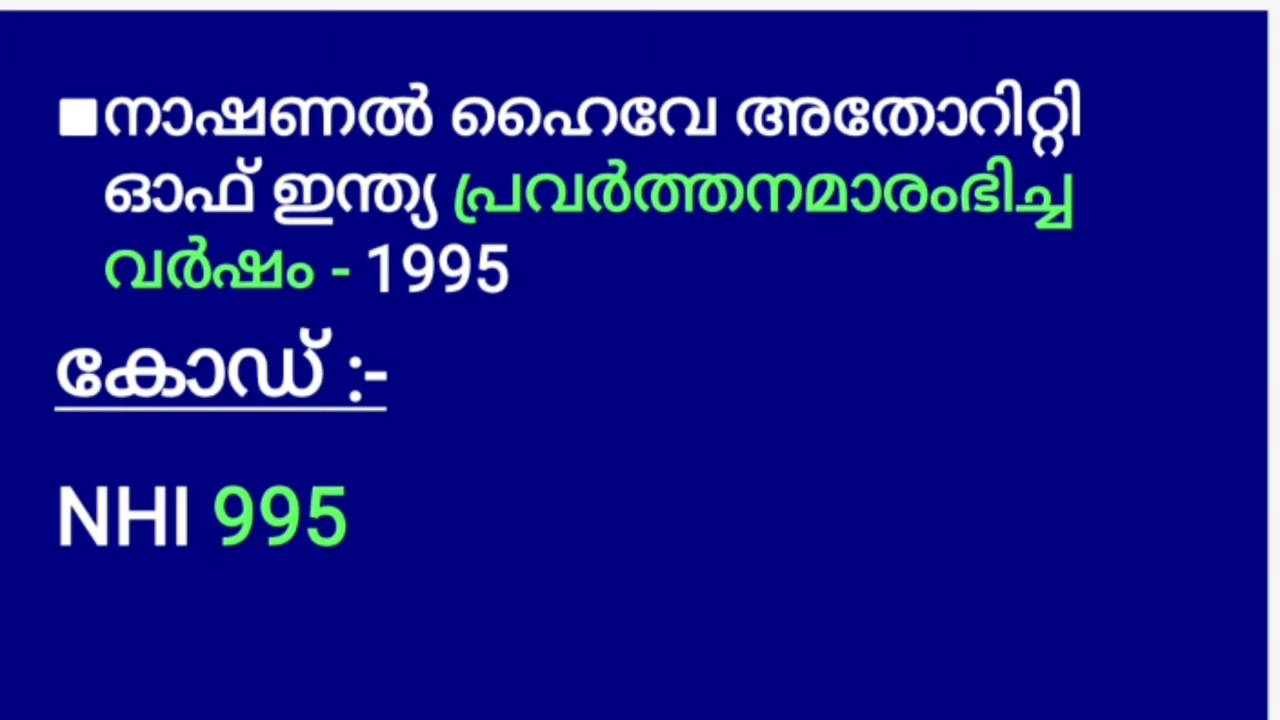 ■നാഷണൽ ഹൈവേ അതോറിറ്റി
ഓഫ് ഇന്ത്യ പ്രവർത്തനമാരംഭിച്ച
വർഷം - 1995
കോഡ് :-
NHI 995